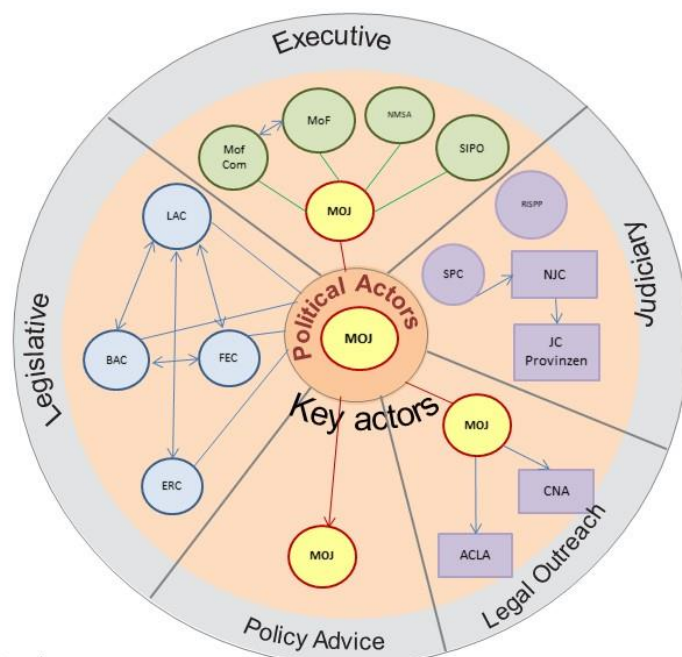 Executive
MoF
NMSA
Mof
Com
SIPO
MOJ
LAC
RISPP
Judiciary
SPC
NJC
Political Actors
MOJ
JC
Provinzen
Legislative
BAC
FEC
Key actors
MOJ
ERC
CNA
MOJ
ACLA
Legal Outreach
Policy Advice